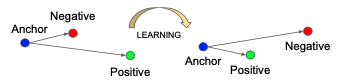 Negative
Anchor
Positive
LEARNING
Negative
Anchor
Positive